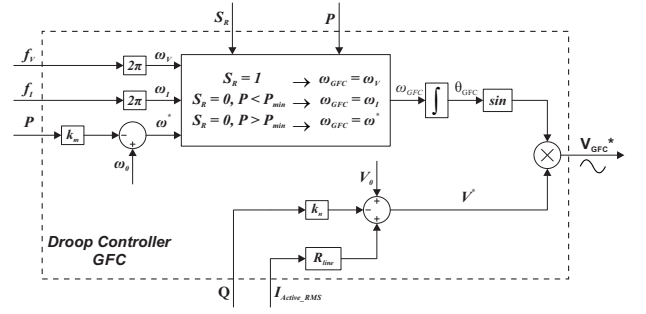 S_R P
f_V 2π ω_V
f_I 2π ω_I
P k_m − + ω*
ω_0
S_R = 1 → ω_GFC = ω_V
S_R = 0, P < P_min → ω_GFC = ω_I
S_R = 0, P > P_min → ω_GFC = ω*
ω_GFC ∫ θ_GFC sin
× V_GFC*
V_0
k_n − + + V*
R_line
Droop Controller
GFC
Q I_Active_RMS